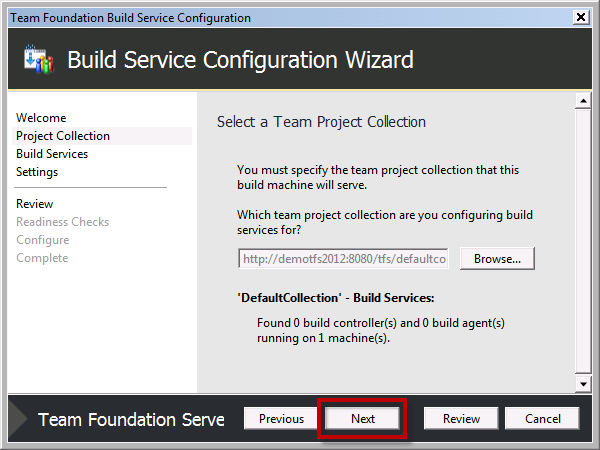 Team Foundation Build Service Configuration
Build Service Configuration Wizard
Welcome
Project Collection
Build Services
Settings
Review
Readiness Checks
Configure
Complete
Select a Team Project Collection
You must specify the team project collection that this
build machine will serve.
Which team project collection are you configuring build
services for?
http://demotfs2012:8080/tfs/defaultco
Browse...
'DefaultCollection' - Build Services:
Found 0 build controller(s) and 0 build agent(s)
running on 1 machine(s).
Team Foundation Serve
Previous
Next
Review
Cancel